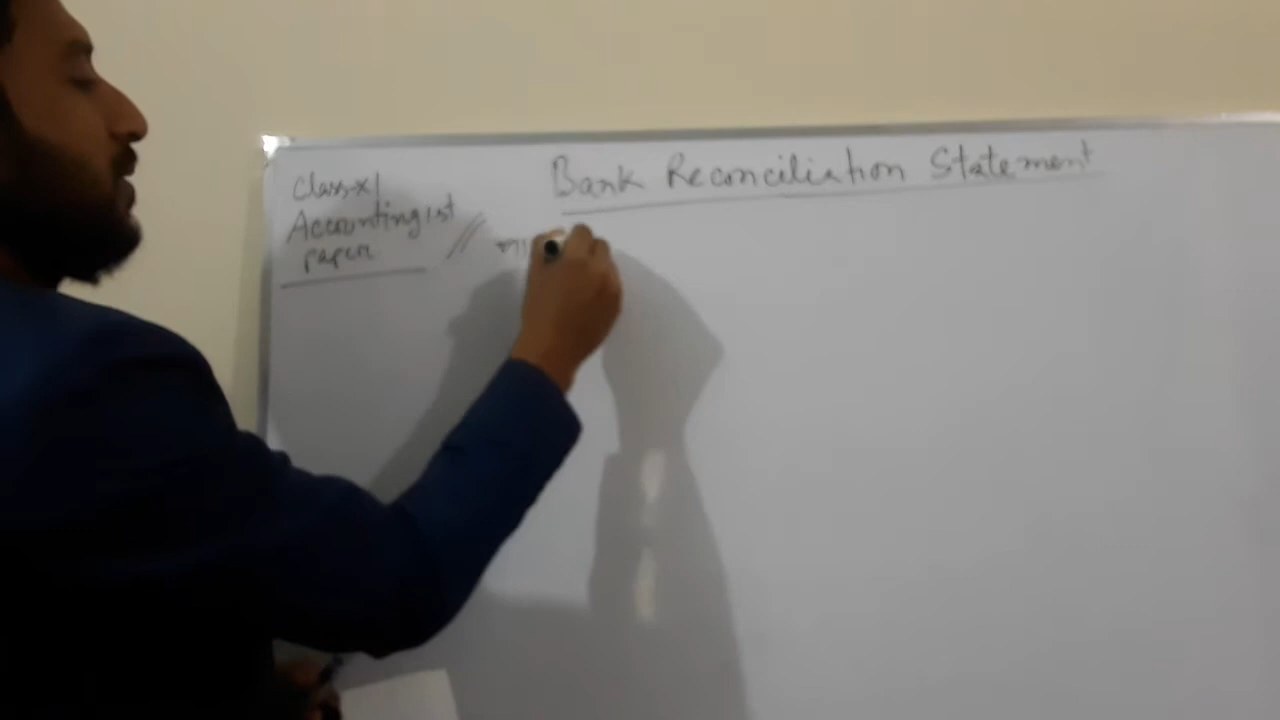 Bank Reconciliation Statement
Class-XI
Accounting 1st
paper